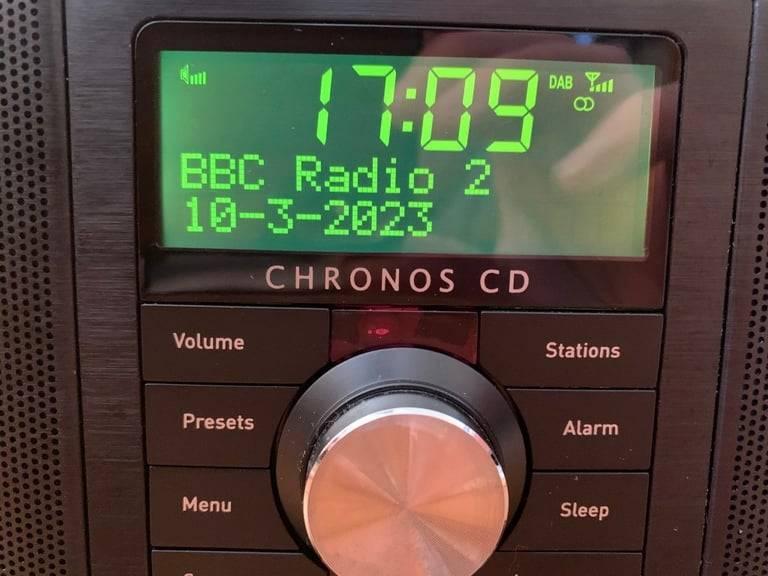 17:09 DAB
BBC Radio 2
10-3-2023
CHRONOS CD
Volume
Stations
Presets
Alarm
Menu
Sleep